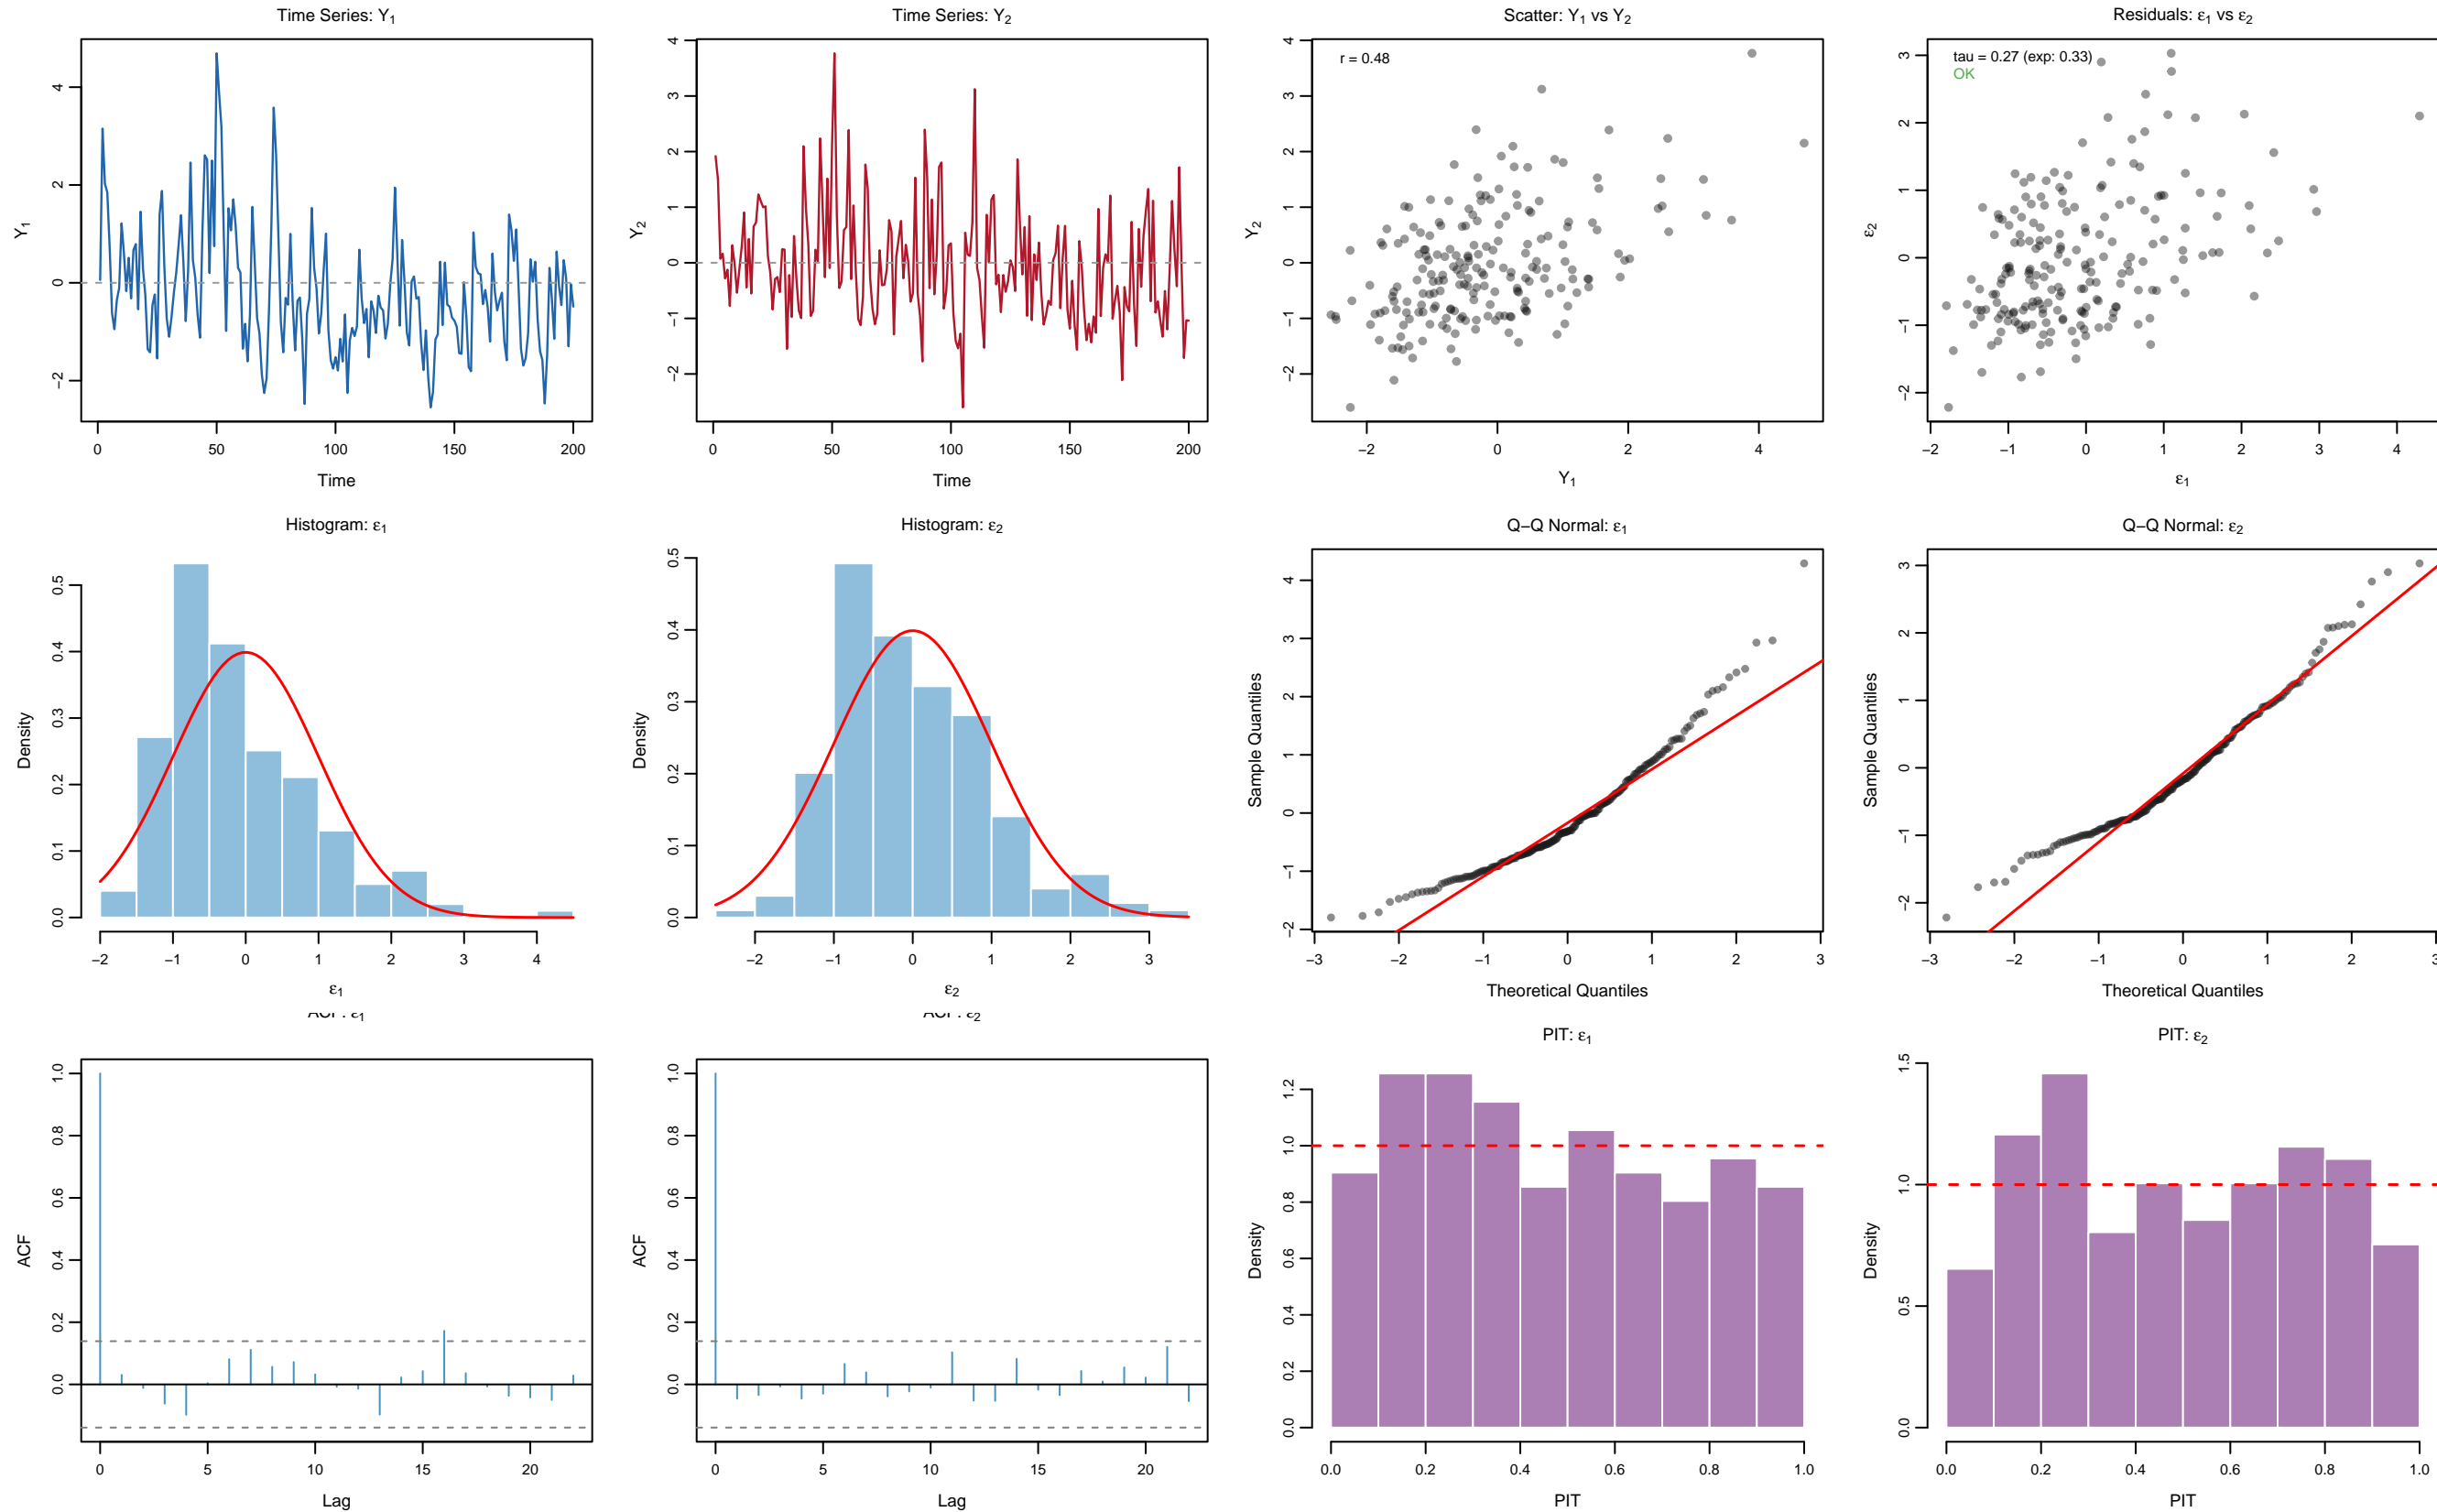 Time Series: Y1
Y1
−2 0 2 4
0 50 100 150 200
Time
Time Series: Y2
Y2
−2 −1 0 1 2 3 4
0 50 100 150 200
Time
Scatter: Y1 vs Y2
r = 0.48
Y2
−2 −1 0 1 2 3 4
−2 0 2 4
Y1
Residuals: ε1 vs ε2
tau = 0.27 (exp: 0.33)
OK
ε2
−2 −1 0 1 2 3
−2 −1 0 1 2 3 4
ε1
Histogram: ε1
Density
0.0 0.1 0.2 0.3 0.4 0.5
−2 −1 0 1 2 3 4
ε1
Histogram: ε2
Density
0.0 0.1 0.2 0.3 0.4 0.5
−2 −1 0 1 2 3
ε2
Q−Q Normal: ε1
Sample Quantiles
−2 −1 0 1 2 3 4
−3 −2 −1 0 1 2 3
Theoretical Quantiles
Q−Q Normal: ε2
Sample Quantiles
−2 −1 0 1 2 3
−3 −2 −1 0 1 2 3
Theoretical Quantiles
ACF: ε1
ACF
0.0 0.2 0.4 0.6 0.8 1.0
0 5 10 15 20
Lag
ACF: ε2
ACF
0.0 0.2 0.4 0.6 0.8 1.0
0 5 10 15 20
Lag
PIT: ε1
Density
0.0 0.2 0.4 0.6 0.8 1.0 1.2
0.0 0.2 0.4 0.6 0.8 1.0
PIT
PIT: ε2
Density
0.0 0.5 1.0 1.5
0.0 0.2 0.4 0.6 0.8 1.0
PIT